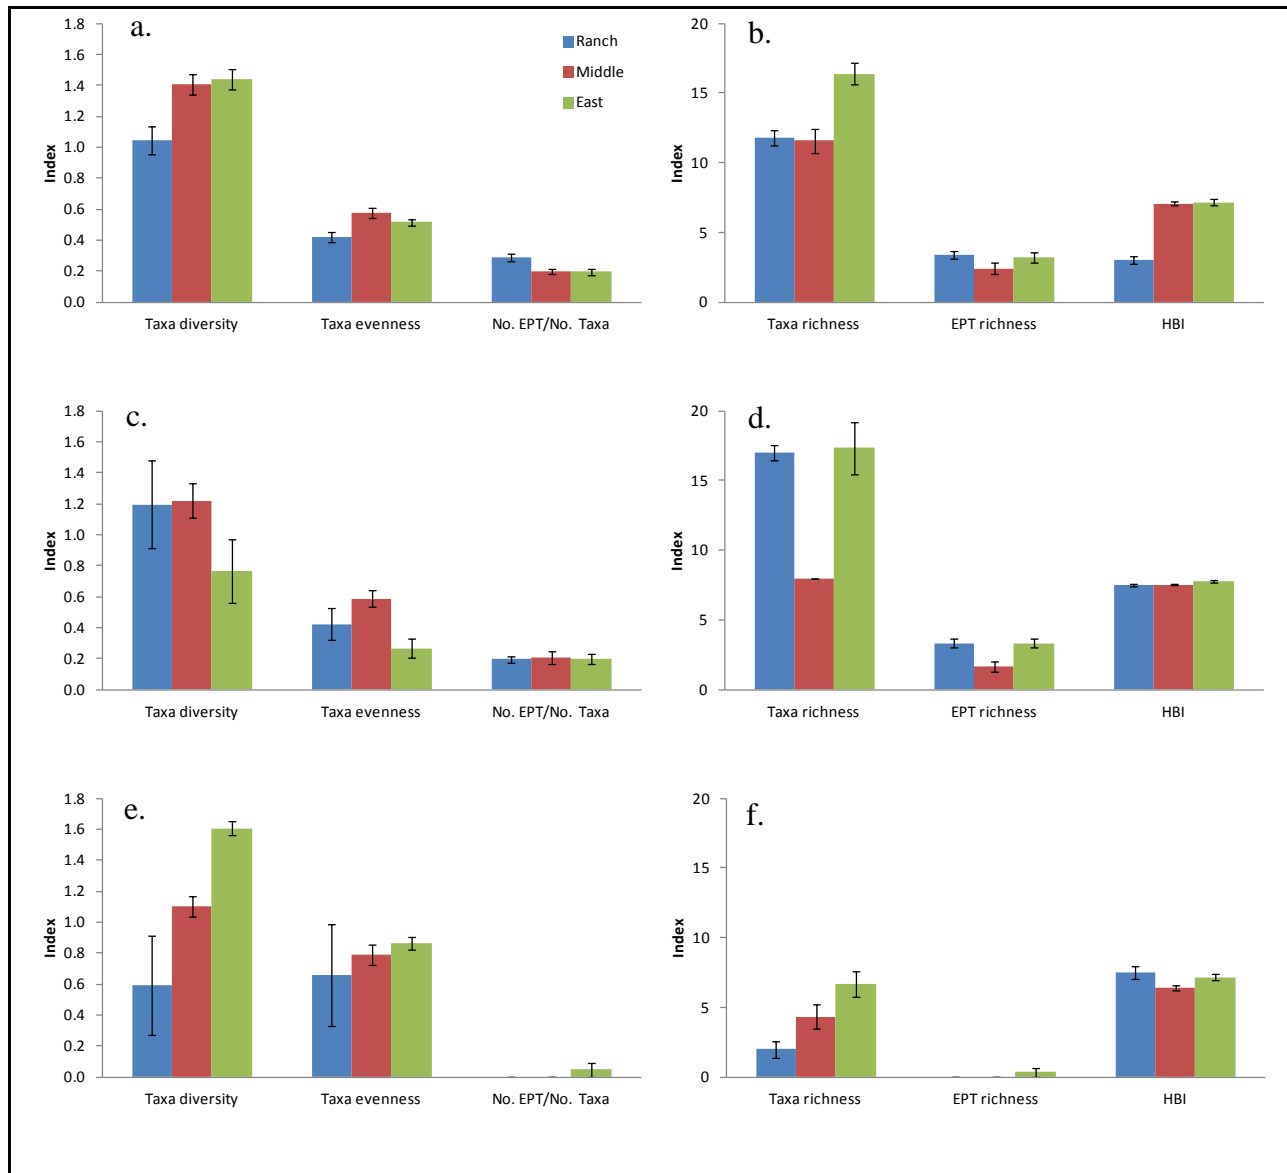 a.
1.8
1.6
1.4
1.2
1.0
0.8
0.6
0.4
0.2
0.0
Index
Ranch
Middle
East
Taxa diversity
Taxa evenness
No. EPT/No. Taxa
b.
20
15
10
5
0
Index
Taxa richness
EPT richness
HBI
c.
1.8
1.6
1.4
1.2
1.0
0.8
0.6
0.4
0.2
0.0
Index
Taxa diversity
Taxa evenness
No. EPT/No. Taxa
d.
20
15
10
5
0
Index
Taxa richness
EPT richness
HBI
e.
1.8
1.6
1.4
1.2
1.0
0.8
0.6
0.4
0.2
0.0
Index
Taxa diversity
Taxa evenness
No. EPT/No. Taxa
f.
20
15
10
5
0
Index
Taxa richness
EPT richness
HBI